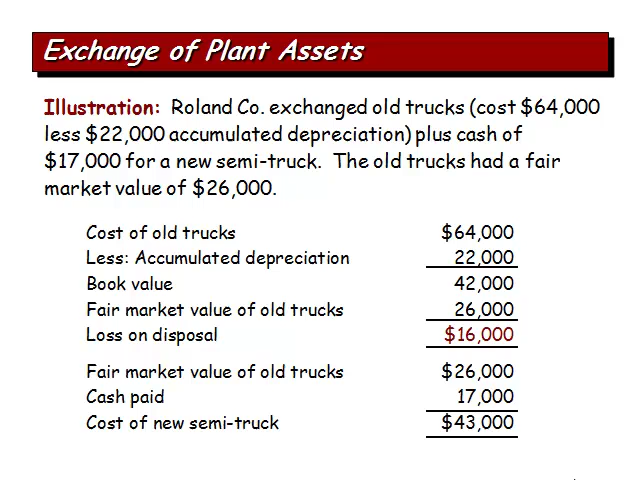 Exchange of Plant Assets
Illustration: Roland Co. exchanged old trucks (cost $64,000
less $22,000 accumulated depreciation) plus cash of
$17,000 for a new semi-truck. The old trucks had a fair
market value of $26,000.
Cost of old trucks $64,000
Less: Accumulated depreciation 22,000
Book value 42,000
Fair market value of old trucks 26,000
Loss on disposal $16,000
Fair market value of old trucks $26,000
Cash paid 17,000
Cost of new semi-truck $43,000